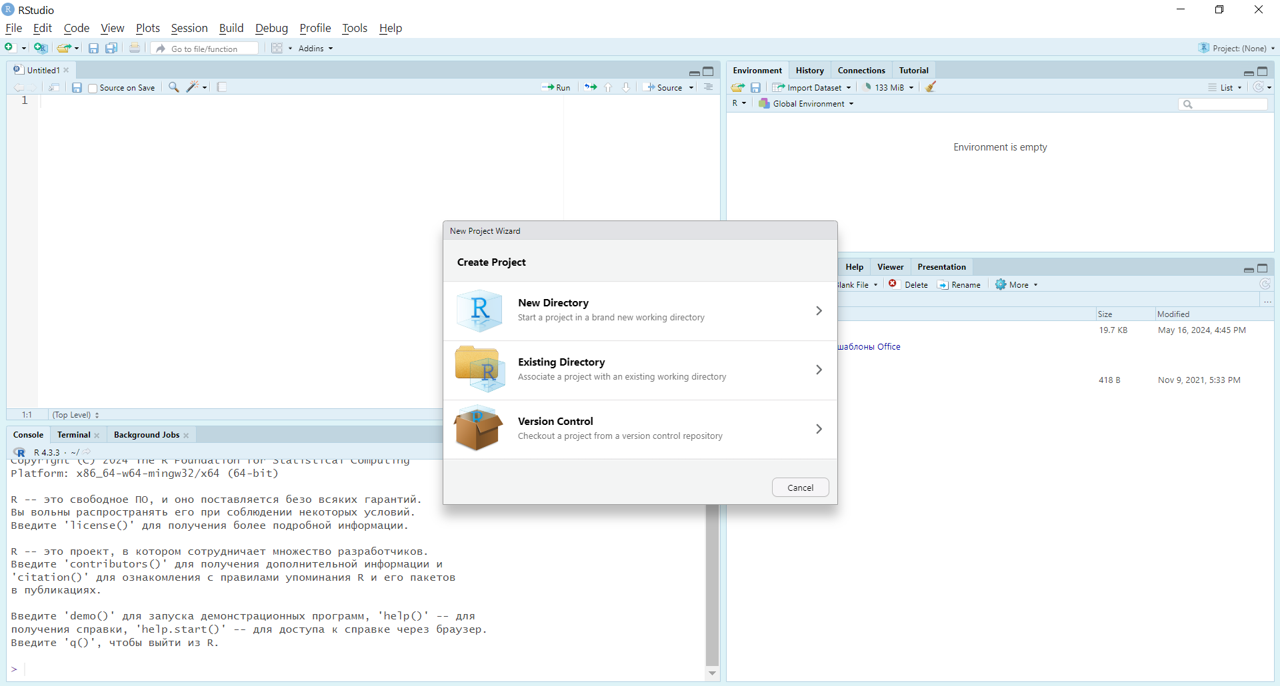 RStudio
File Edit Code View Plots Session Build Debug Profile Tools Help
Go to file/function Addins Project: (None)
Untitled1
Source on Save Run Source
1
1:1 (Top Level)
Console Terminal Background Jobs
R 4.3.3 · ~/
Copyright (C) 2024 The R Foundation for Statistical Computing
Platform: x86_64-w64-mingw32/x64 (64-bit)
R -- это свободное ПО, и оно поставляется безо всяких гарантий.
Вы вольны распространять его при соблюдении некоторых условий.
Введите 'license()' для получения более подробной информации.
R -- это проект, в котором сотрудничает множество разработчиков.
Введите 'contributors()' для получения дополнительной информации и
'citation()' для ознакомления с правилами упоминания R и его пакетов
в публикациях.
Введите 'demo()' для запуска демонстрационных программ, 'help()' -- для
получения справки, 'help.start()' -- для доступа к справке через браузер.
Введите 'q()', чтобы выйти из R.
>
Environment History Connections Tutorial
Import Dataset 133 MiB List
R Global Environment
Environment is empty
Help Viewer Presentation
File Delete Rename More
...
Size Modified
19.7 KB May 16, 2024, 4:45 PM
шаблоны Office
418 B Nov 9, 2021, 5:33 PM
New Project Wizard
Create Project
New Directory
Start a project in a brand new working directory
Existing Directory
Associate a project with an existing working directory
Version Control
Checkout a project from a version control repository
Cancel